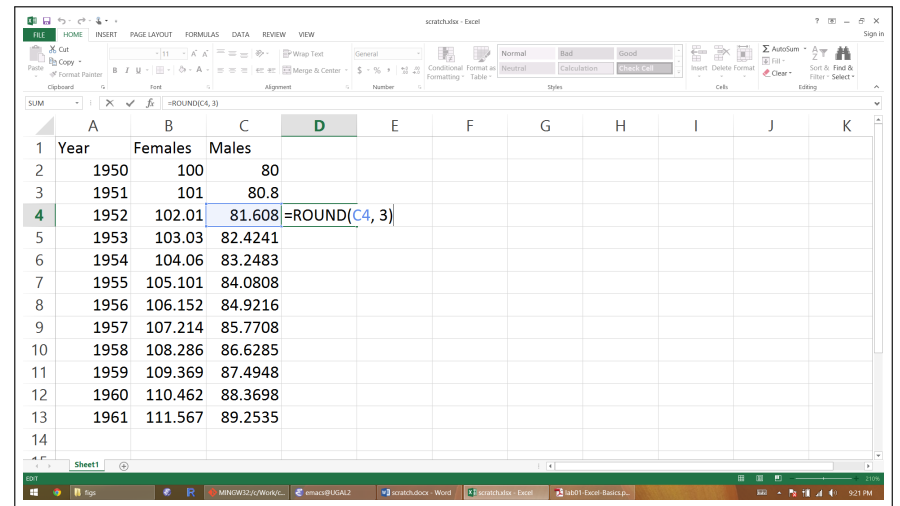 scratch.xlsx - Excel
FILE HOME INSERT PAGE LAYOUT FORMULAS DATA REVIEW VIEW Sign in
Cut
Copy
Format Painter
Paste
11
Wrap Text
Merge & Center
General
Conditional Formatting
Format as Table
Normal Bad Good
Neutral Calculation Check Cell
Insert Delete Format
AutoSum
Fill
Clear
Sort & Filter
Find & Select
Clipboard Font Alignment Number Styles Cells Editing
SUM =ROUND(C4, 3)
A B C D E F G H I J K
1 Year Females Males
2 1950 100 80
3 1951 101 80.8
4 1952 102.01 81.608 =ROUND(C4, 3)
5 1953 103.03 82.4241
6 1954 104.06 83.2483
7 1955 105.101 84.0808
8 1956 106.152 84.9216
9 1957 107.214 85.7708
10 1958 108.286 86.6285
11 1959 109.369 87.4948
12 1960 110.462 88.3698
13 1961 111.567 89.2535
14
Sheet1
EDIT 210%
figs R MINGW32:/c/Work/c... emacs@UGAL2 scratch.docx - Word scratch.xlsx - Excel lab01-Excel-Basics.p... 9:21 PM